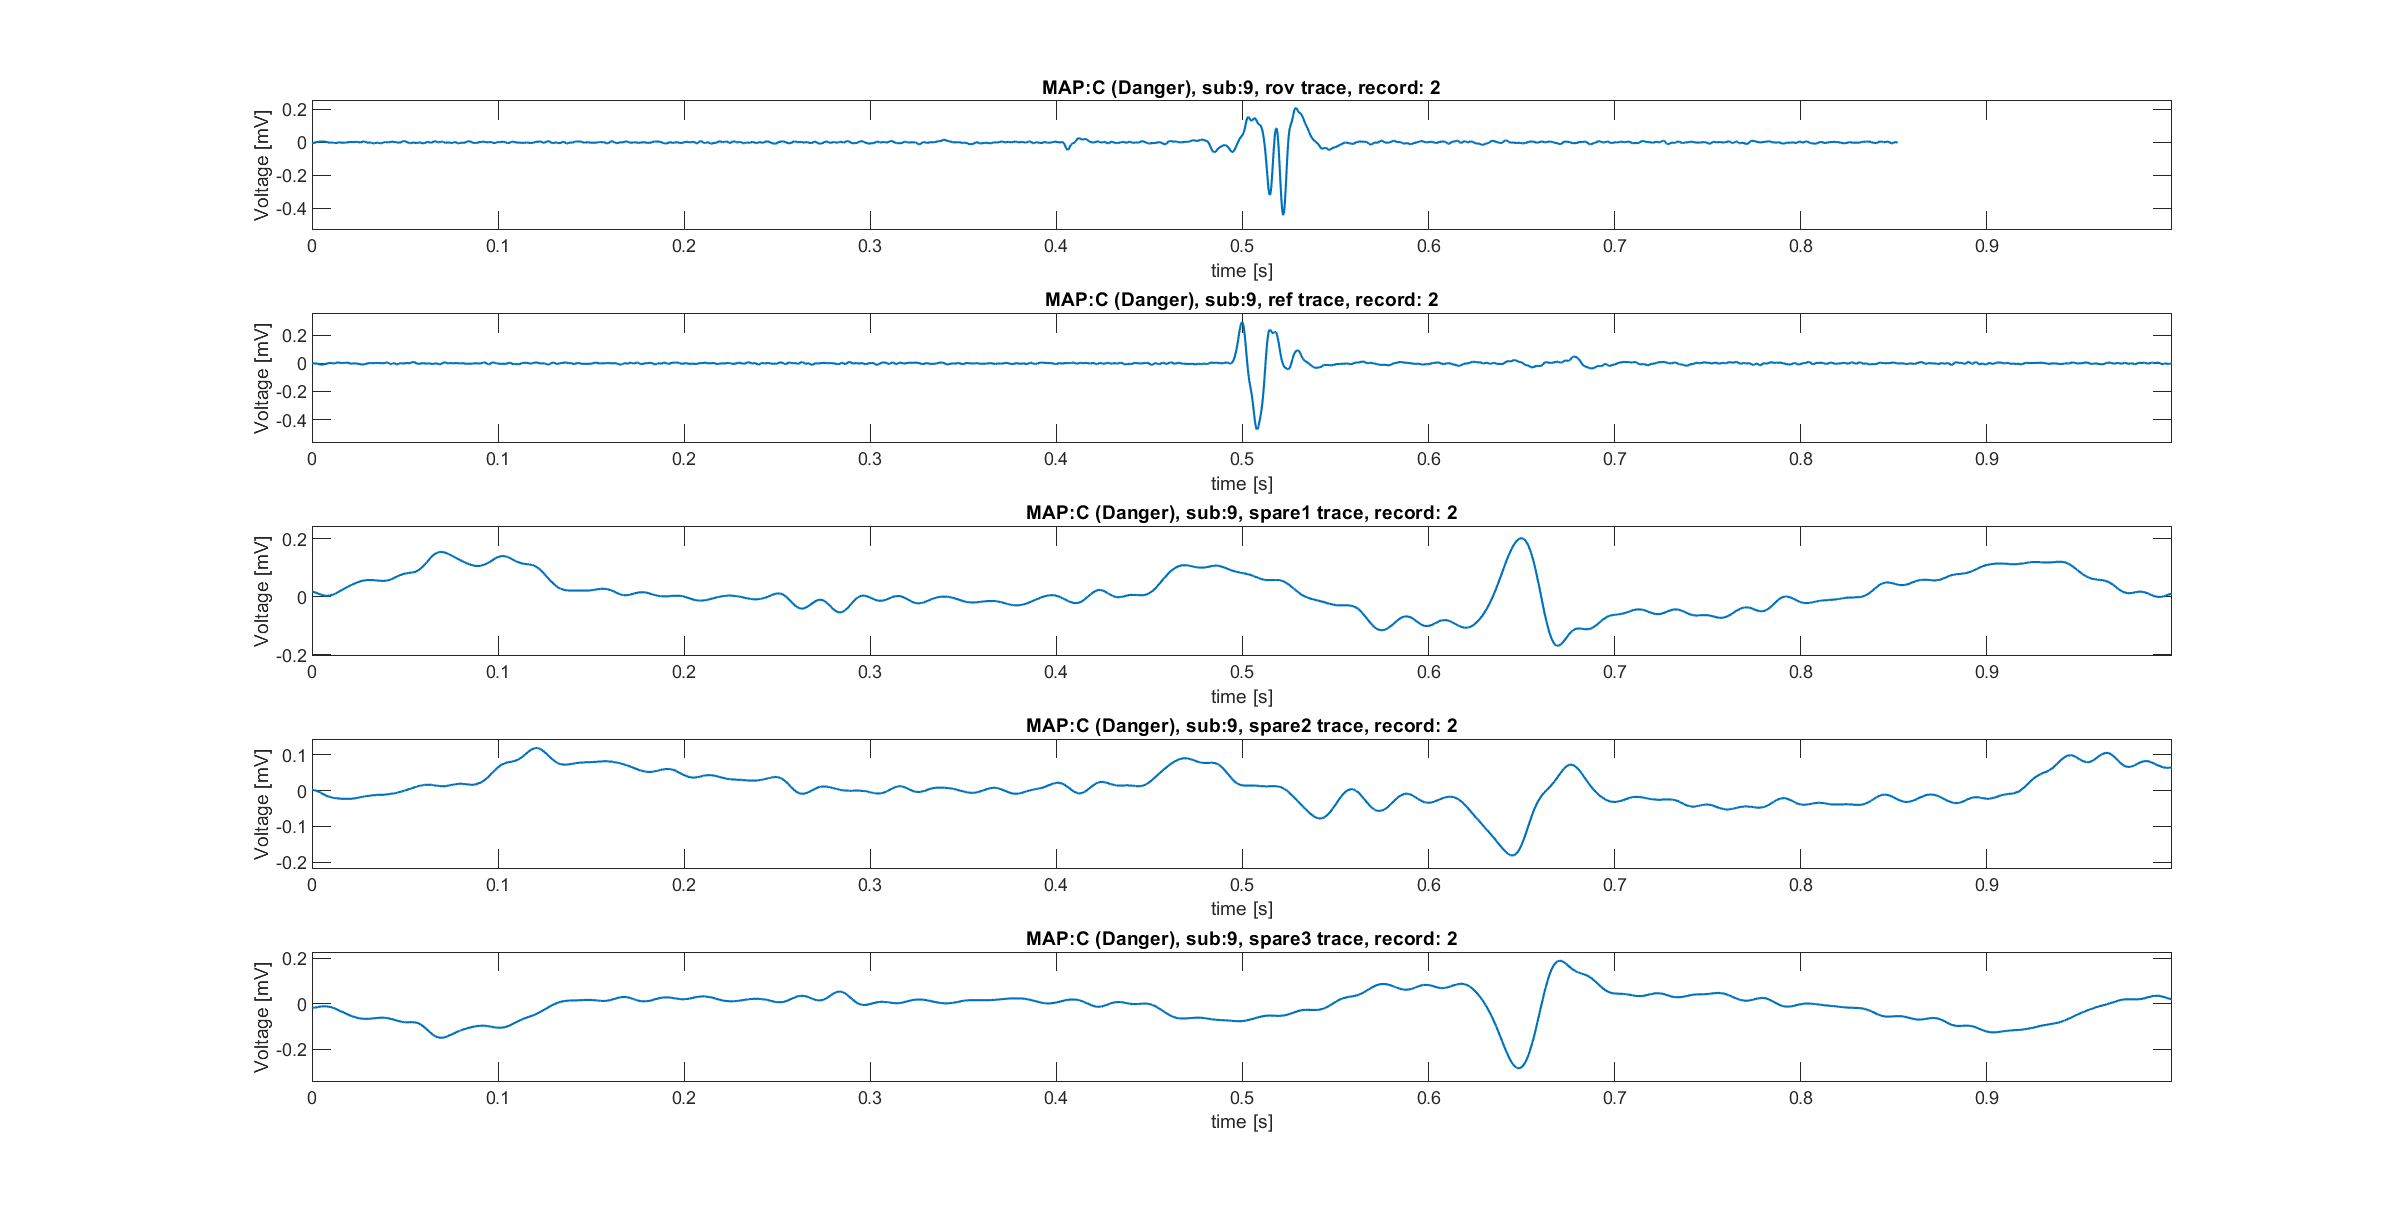 MAP:C (Danger), sub:9, rov trace, record: 2
Voltage [mV]
0.2
0
-0.2
-0.4
0 0.1 0.2 0.3 0.4 0.5 0.6 0.7 0.8 0.9
time [s]
MAP:C (Danger), sub:9, ref trace, record: 2
Voltage [mV]
0.2
0
-0.2
-0.4
0 0.1 0.2 0.3 0.4 0.5 0.6 0.7 0.8 0.9
time [s]
MAP:C (Danger), sub:9, spare1 trace, record: 2
Voltage [mV]
0.2
0
-0.2
0 0.1 0.2 0.3 0.4 0.5 0.6 0.7 0.8 0.9
time [s]
MAP:C (Danger), sub:9, spare2 trace, record: 2
Voltage [mV]
0.1
0
-0.1
-0.2
0 0.1 0.2 0.3 0.4 0.5 0.6 0.7 0.8 0.9
time [s]
MAP:C (Danger), sub:9, spare3 trace, record: 2
Voltage [mV]
0.2
0
-0.2
0 0.1 0.2 0.3 0.4 0.5 0.6 0.7 0.8 0.9
time [s]